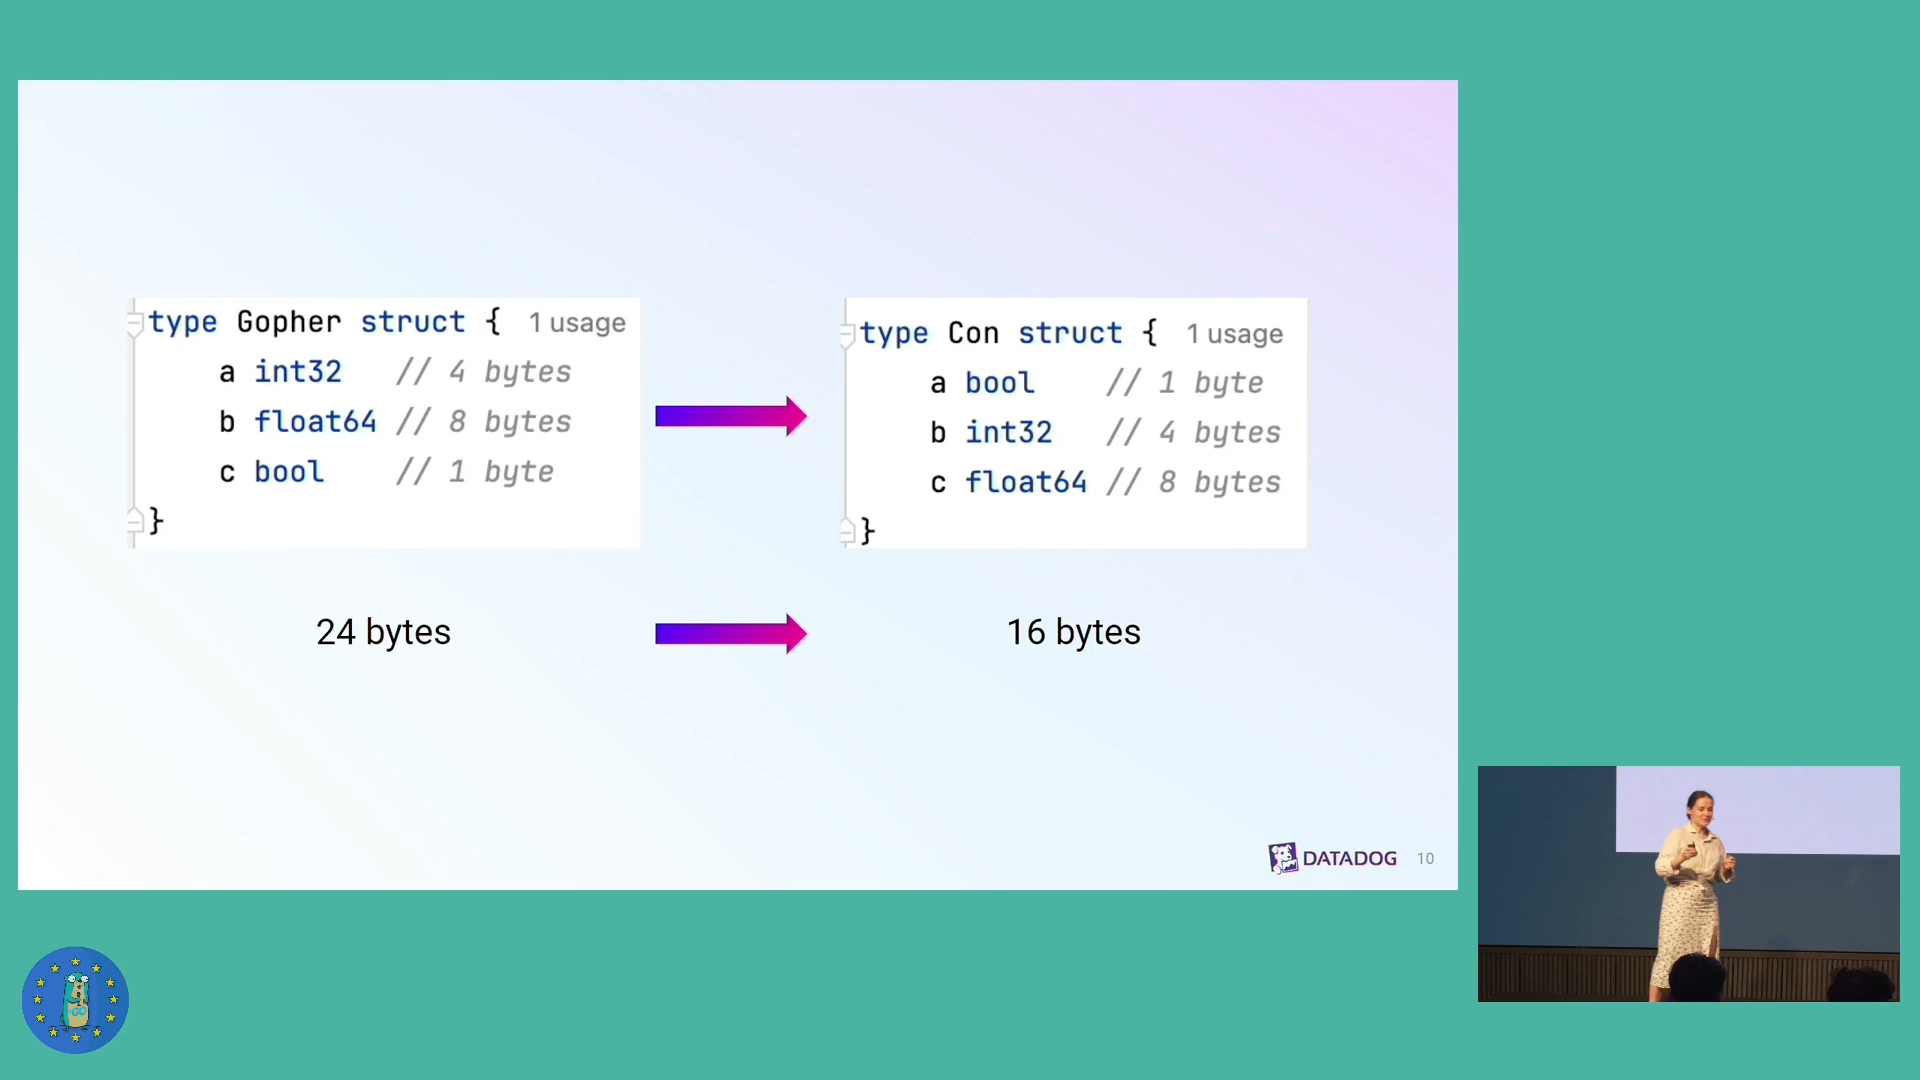 type Gopher struct { 1 usage
a int32 // 4 bytes
b float64 // 8 bytes
c bool // 1 byte
}
type Con struct { 1 usage
a bool // 1 byte
b int32 // 4 bytes
c float64 // 8 bytes
}
24 bytes
16 bytes
DATADOG 10
GO